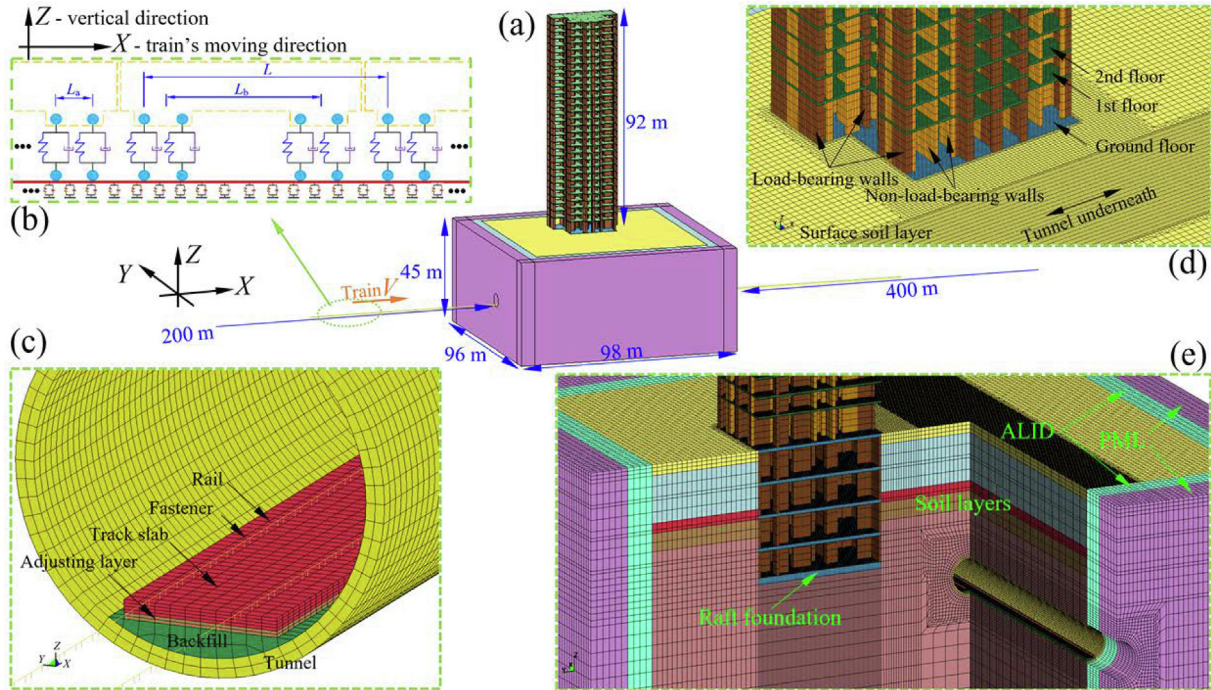 Z - vertical direction
X - train's moving direction
L
Lₐ
L_b
(b)
(a)
92 m
45 m
96 m
98 m
200 m
400 m
Train V
Z
Y
X
2nd floor
1st floor
Ground floor
Load-bearing walls
Non-load-bearing walls
Tunnel underneath
Surface soil layer
(d)
(c)
Rail
Fastener
Track slab
Adjusting layer
Backfill
Tunnel
Z
Y
X
(e)
ALID
PML
Soil layers
Raft foundation